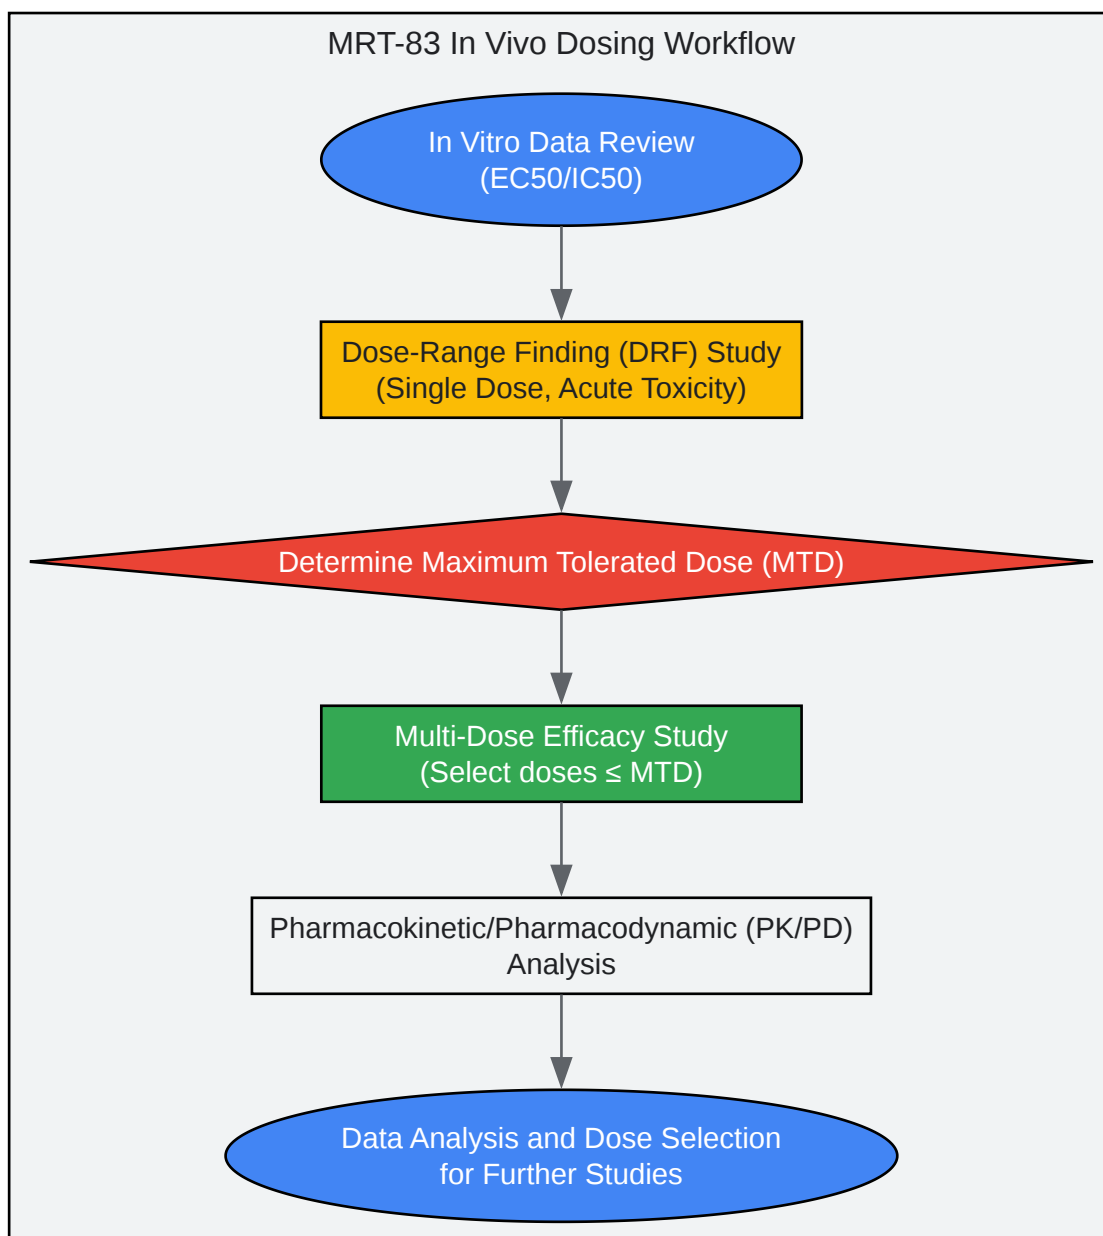 MRT-83 In Vivo Dosing Workflow
In Vitro Data Review
(EC50/IC50)
Dose-Range Finding (DRF) Study
(Single Dose, Acute Toxicity)
Determine Maximum Tolerated Dose (MTD)
Multi-Dose Efficacy Study
(Select doses ≤ MTD)
Pharmacokinetic/Pharmacodynamic (PK/PD)
Analysis
Data Analysis and Dose Selection
for Further Studies